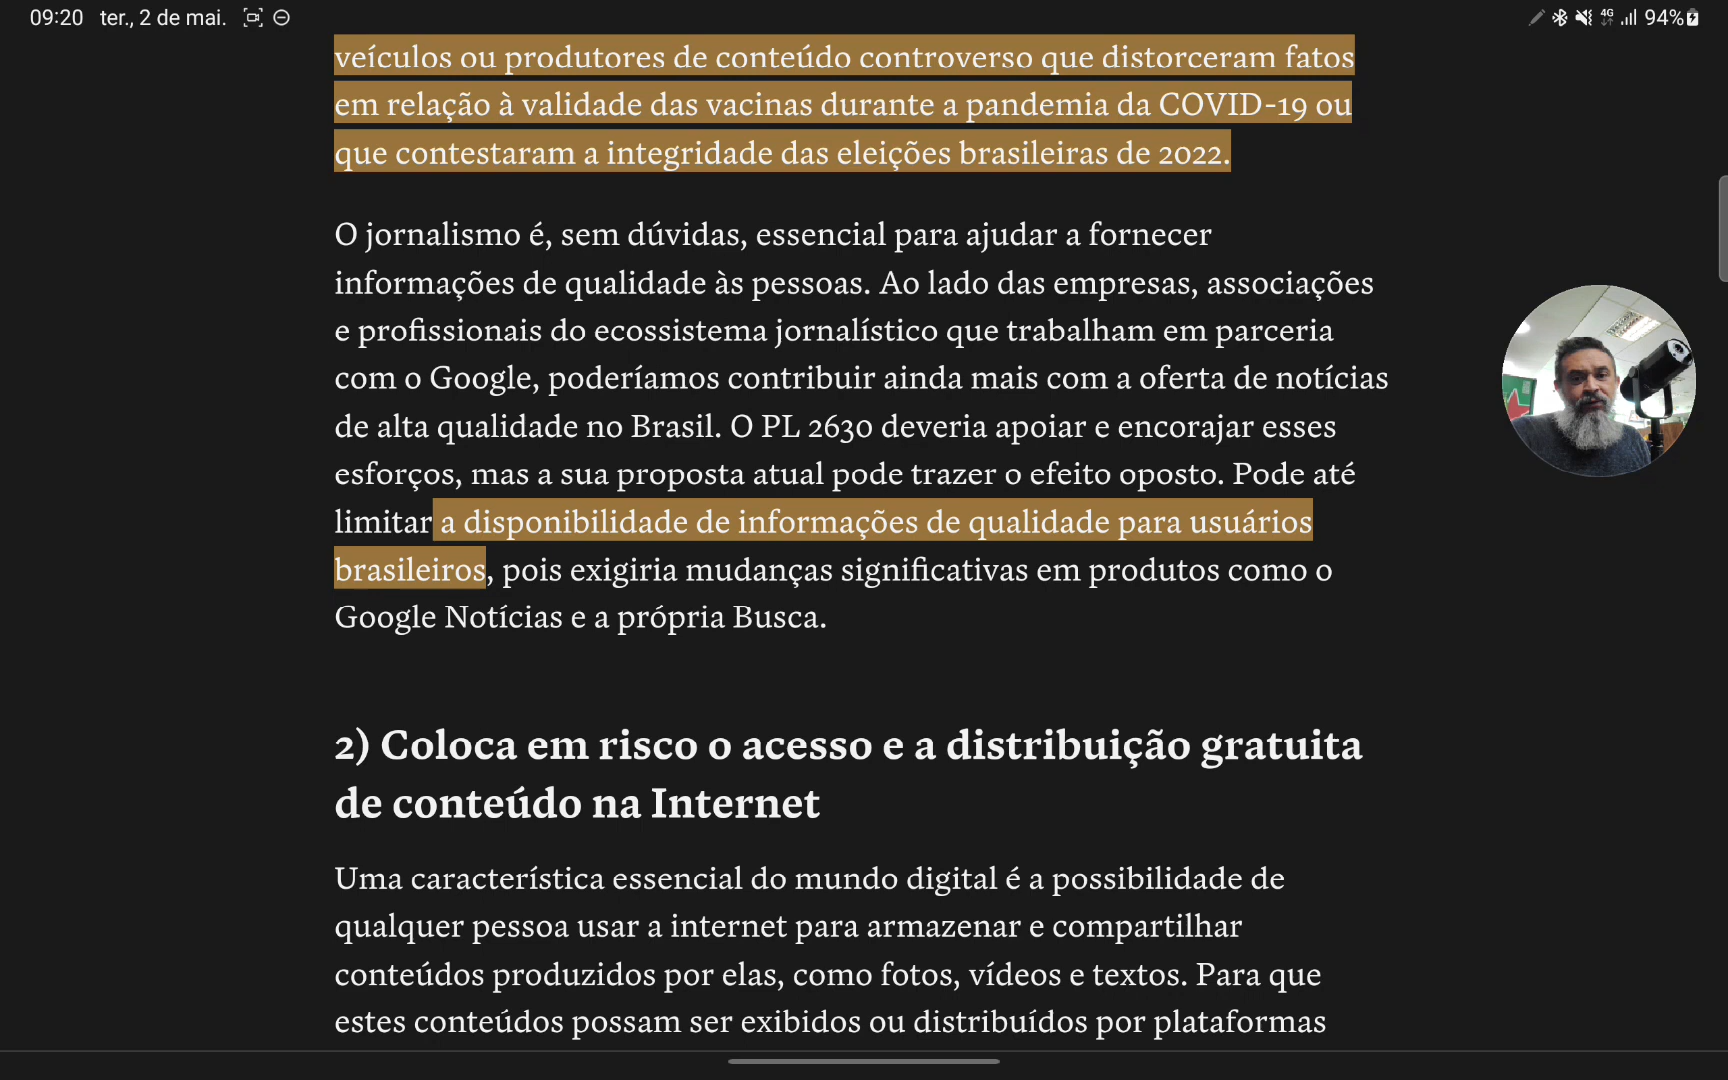 09:20 ter., 2 de mai.
4G 94%
veículos ou produtores de conteúdo controverso que distorceram fatos
em relação à validade das vacinas durante a pandemia da COVID-19 ou
que contestaram a integridade das eleições brasileiras de 2022.
O jornalismo é, sem dúvidas, essencial para ajudar a fornecer
informações de qualidade às pessoas. Ao lado das empresas, associações
e profissionais do ecossistema jornalístico que trabalham em parceria
com o Google, poderíamos contribuir ainda mais com a oferta de notícias
de alta qualidade no Brasil. O PL 2630 deveria apoiar e encorajar esses
esforços, mas a sua proposta atual pode trazer o efeito oposto. Pode até
limitar a disponibilidade de informações de qualidade para usuários
brasileiros, pois exigiria mudanças significativas em produtos como o
Google Notícias e a própria Busca.
2) Coloca em risco o acesso e a distribuição gratuita
de conteúdo na Internet
Uma característica essencial do mundo digital é a possibilidade de
qualquer pessoa usar a internet para armazenar e compartilhar
conteúdos produzidos por elas, como fotos, vídeos e textos. Para que
estes conteúdos possam ser exibidos ou distribuídos por plataformas